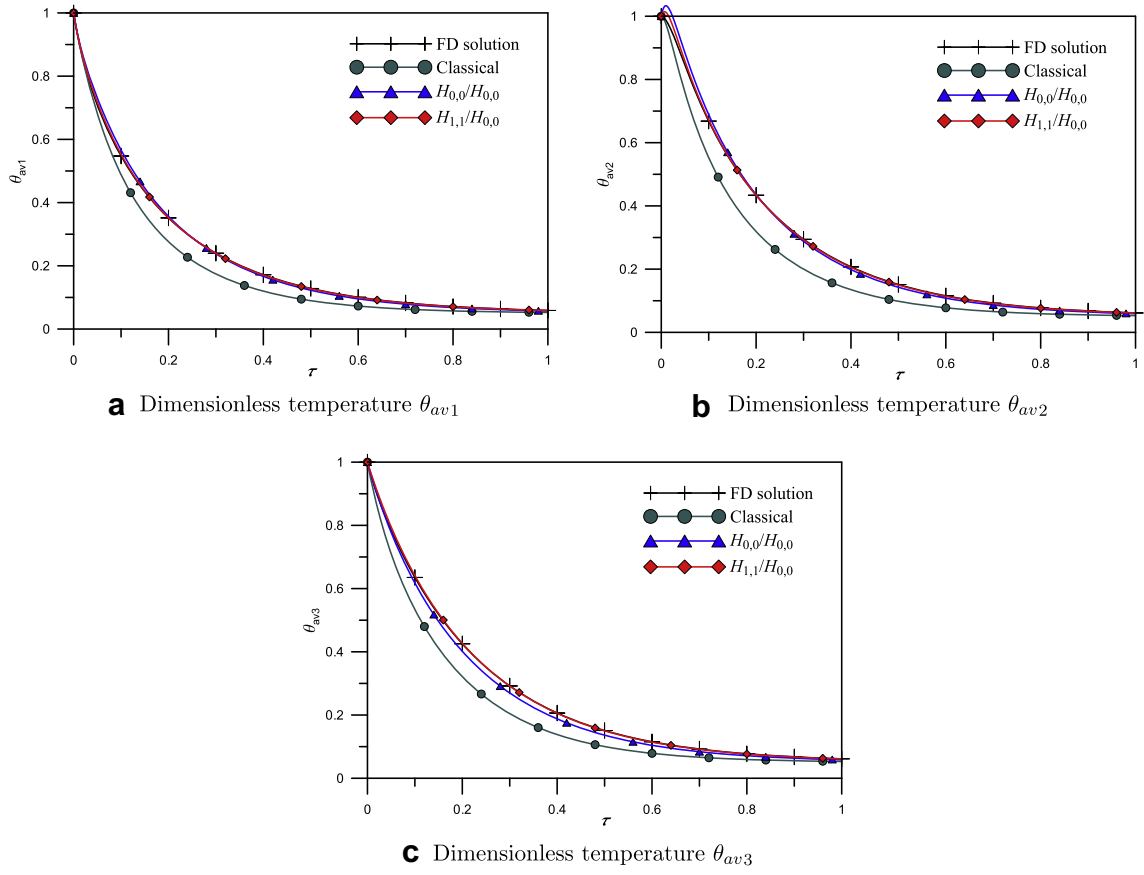 1
0.8
0.6
0.4
0.2
0
θav1
FD solution
Classical
H0,0/H0,0
H1,1/H0,0
0 0.2 0.4 0.6 0.8 1
τ
a Dimensionless temperature θav1
1
0.8
0.6
0.4
0.2
0
θav2
FD solution
Classical
H0,0/H0,0
H1,1/H0,0
0 0.2 0.4 0.6 0.8 1
τ
b Dimensionless temperature θav2
1
0.8
0.6
0.4
0.2
0
θav3
FD solution
Classical
H0,0/H0,0
H1,1/H0,0
0 0.2 0.4 0.6 0.8 1
τ
c Dimensionless temperature θav3